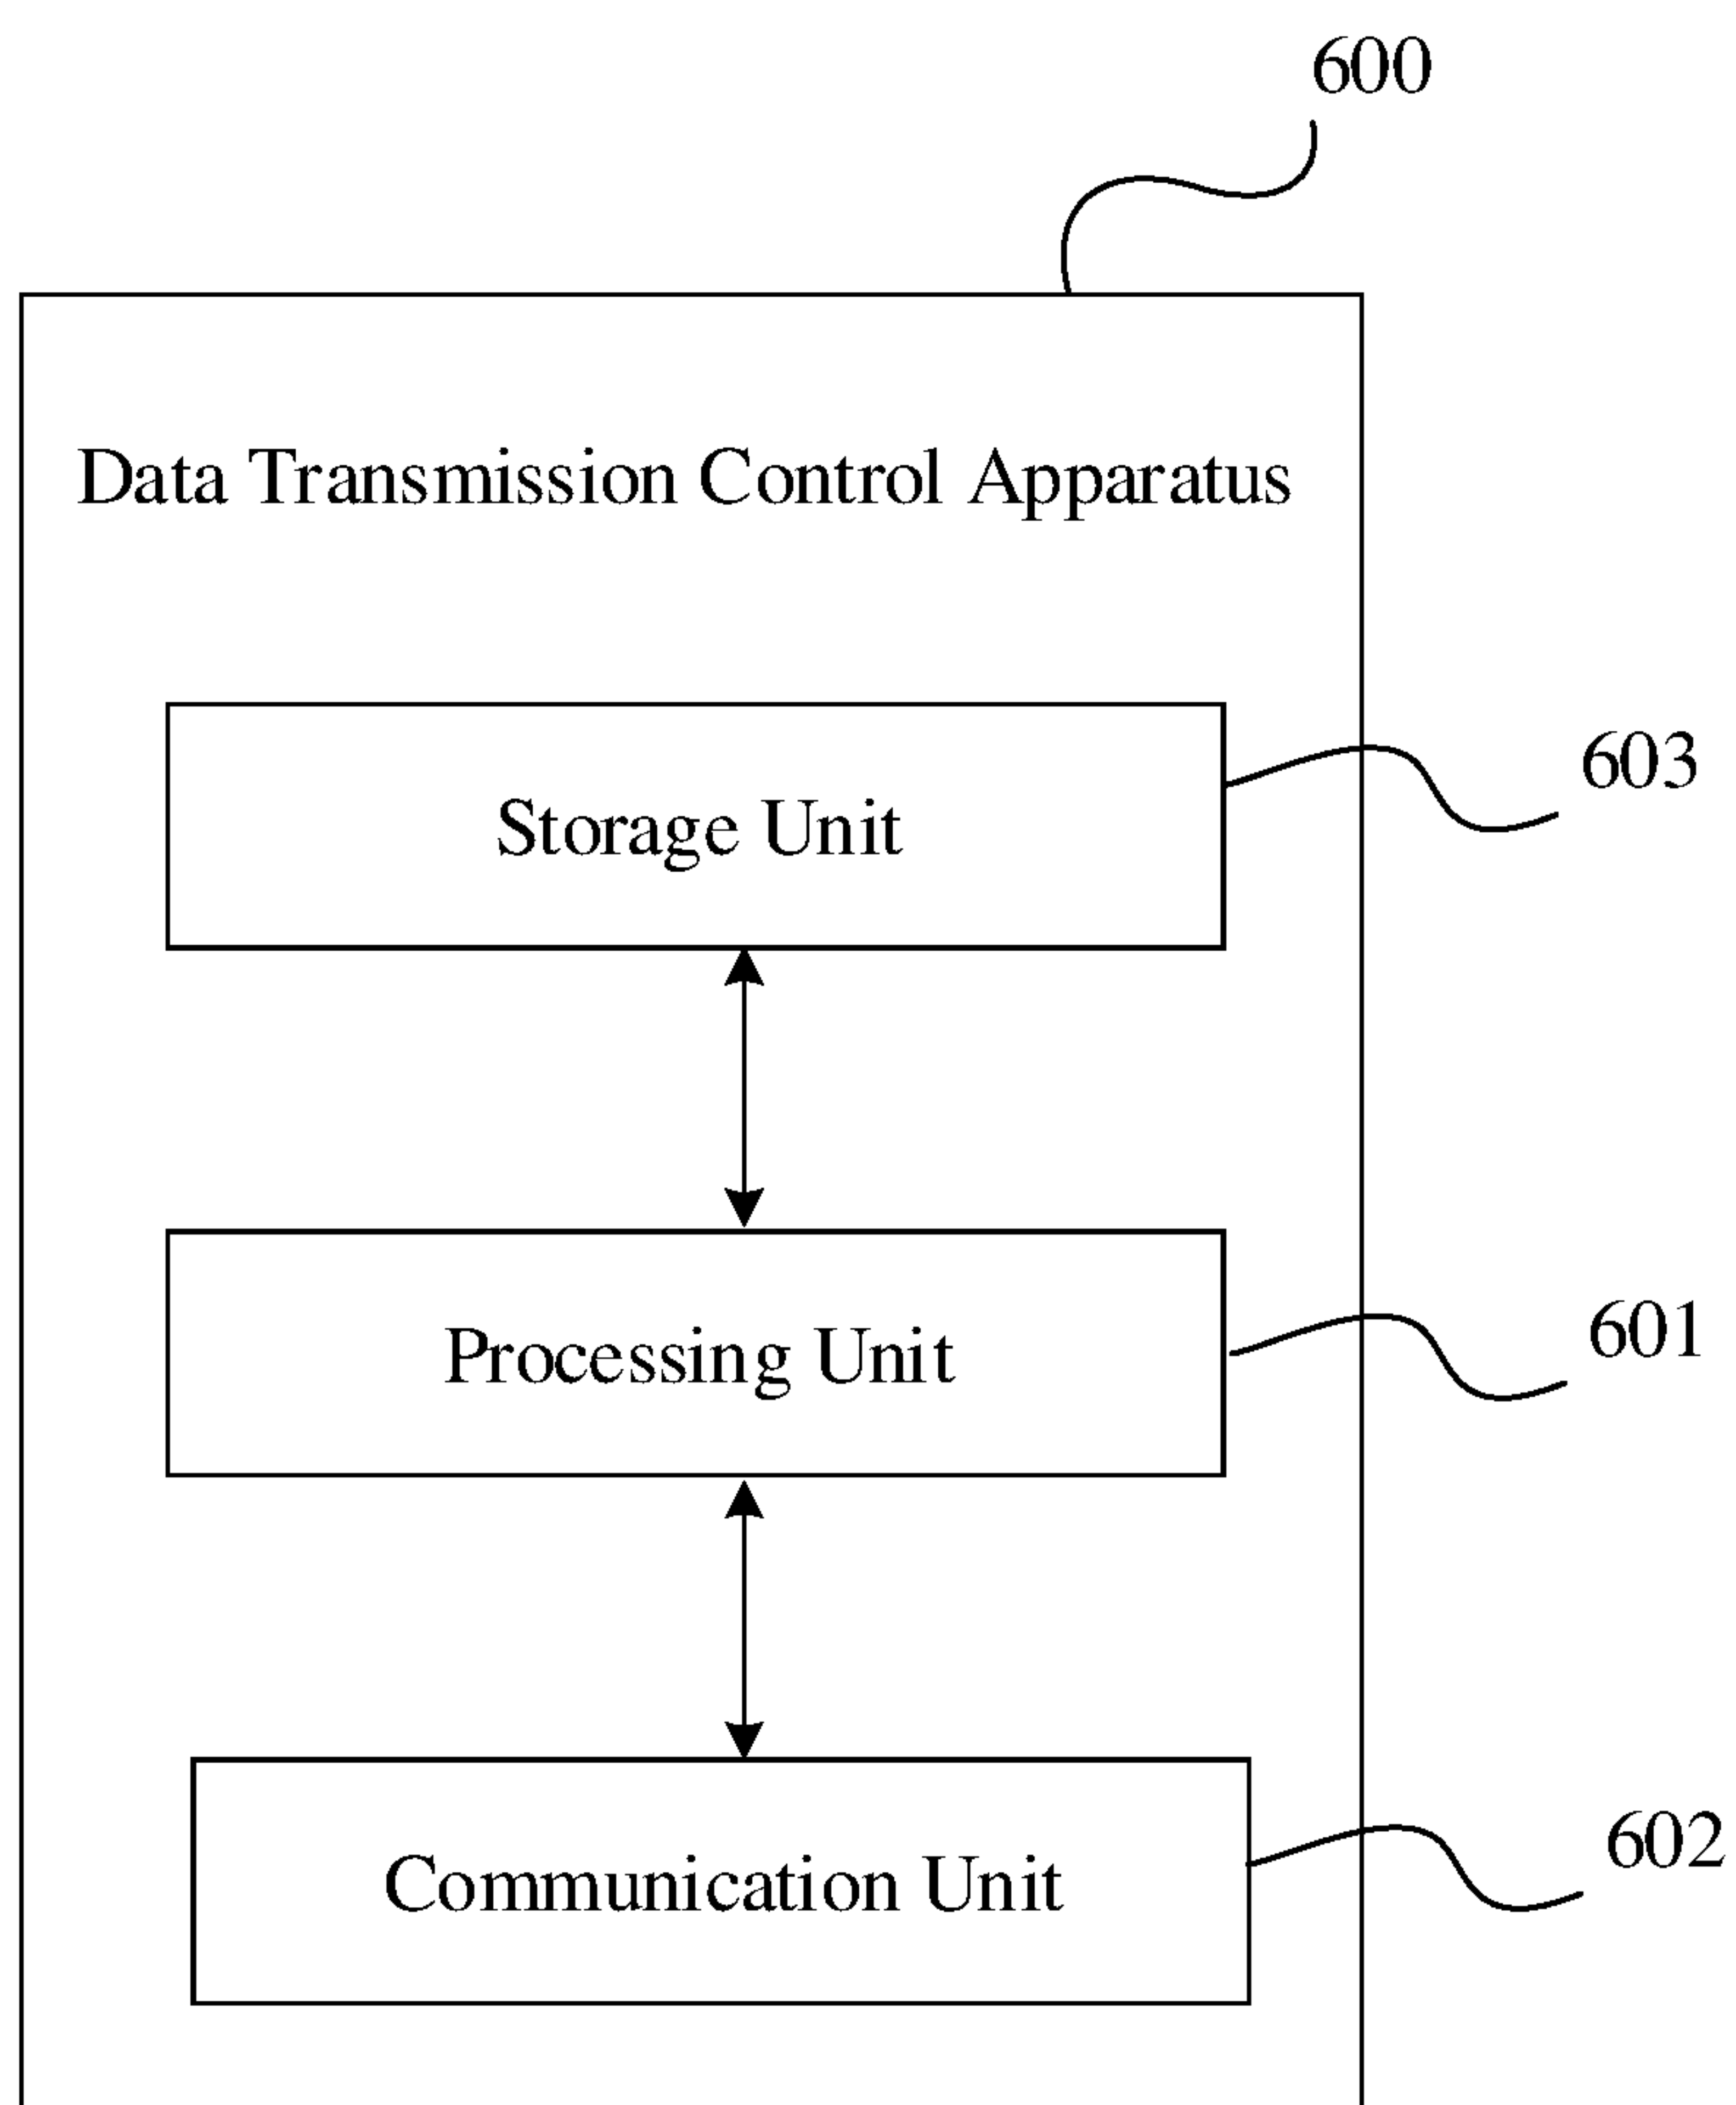 600
Data Transmission Control Apparatus
603
Storage Unit
601
Processing Unit
602
Communication Unit